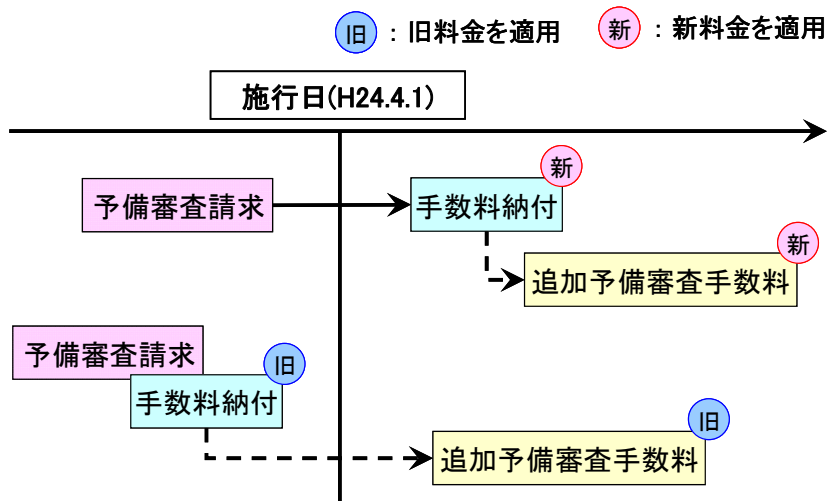 旧 : 旧料金を適用 新 : 新料金を適用
施行日(H24.4.1)
新
予備審査請求 手数料納付
新
追加予備審査手数料
予備審査請求
旧
手数料納付
旧
追加予備審査手数料